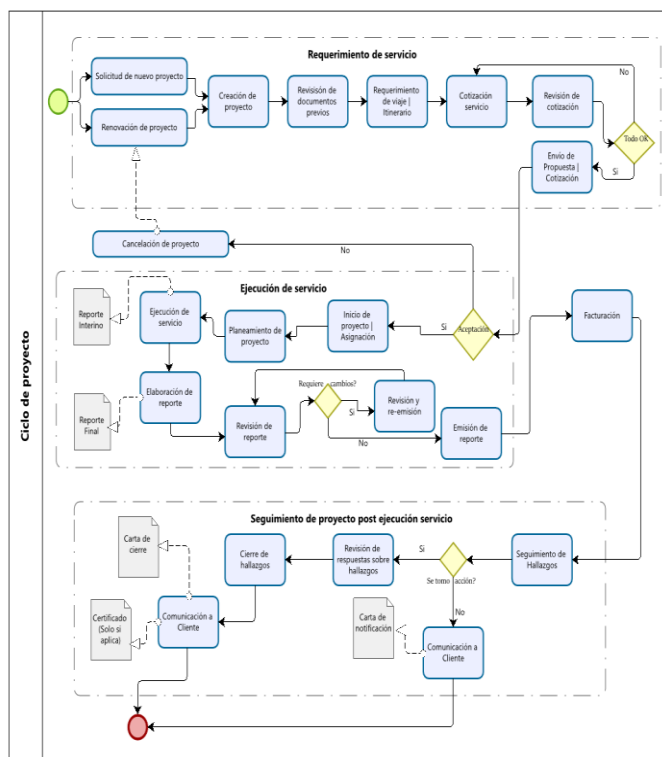 Ciclo de proyecto
Requerimiento de servicio
Solicitud de nuevo proyecto
Renovación de proyecto
Creación de
proyecto
Revisisón de
documentos
previos
Requerimiento
de viaje |
Itinerario
Cotización
servicio
Revisión de
cotización
No
Todo OK
Si
Envío de
Propuesta |
Cotización
Cancelación de proyecto
No
Ejecución de servicio
Reporte
Interino
Ejecución de
servicio
Planeamiento de
proyecto
Inicio de
proyecto |
Asignación
Si
Aceptación
Facturación
Reporte
Final
Elaboración de
reporte
Revisión de
reporte
Requiere cambios?
Si
No
Revisión y
re-emisión
Emisión de
reporte
Seguimiento de proyecto post ejecución servicio
Carta de
cierre
Cierre de
hallazgos
Revisión de
respuestas sobre
hallazgos
Si
Se tomo acción?
No
Seguimiento de
Hallazgos
Certificado
(Solo si
aplica)
Comunicación a
Cliente
Carta de
notificación
Comunicación a
Cliente